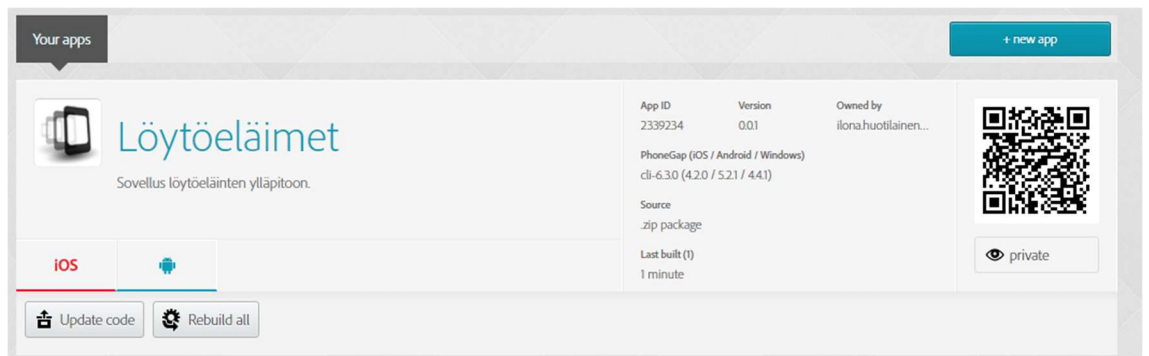 Your apps
+ new app
Löytöeläimet
Sovellus löytöeläinten ylläpitoon.
App ID Version Owned by
2339234 0.0.1 ilona.huotilainen...
PhoneGap (iOS / Android / Windows)
cli-6.3.0 (4.2.0 / 5.2.1 / 4.4.1)
Source
.zip package
Last built (1)
1 minute
private
iOS
Update code Rebuild all